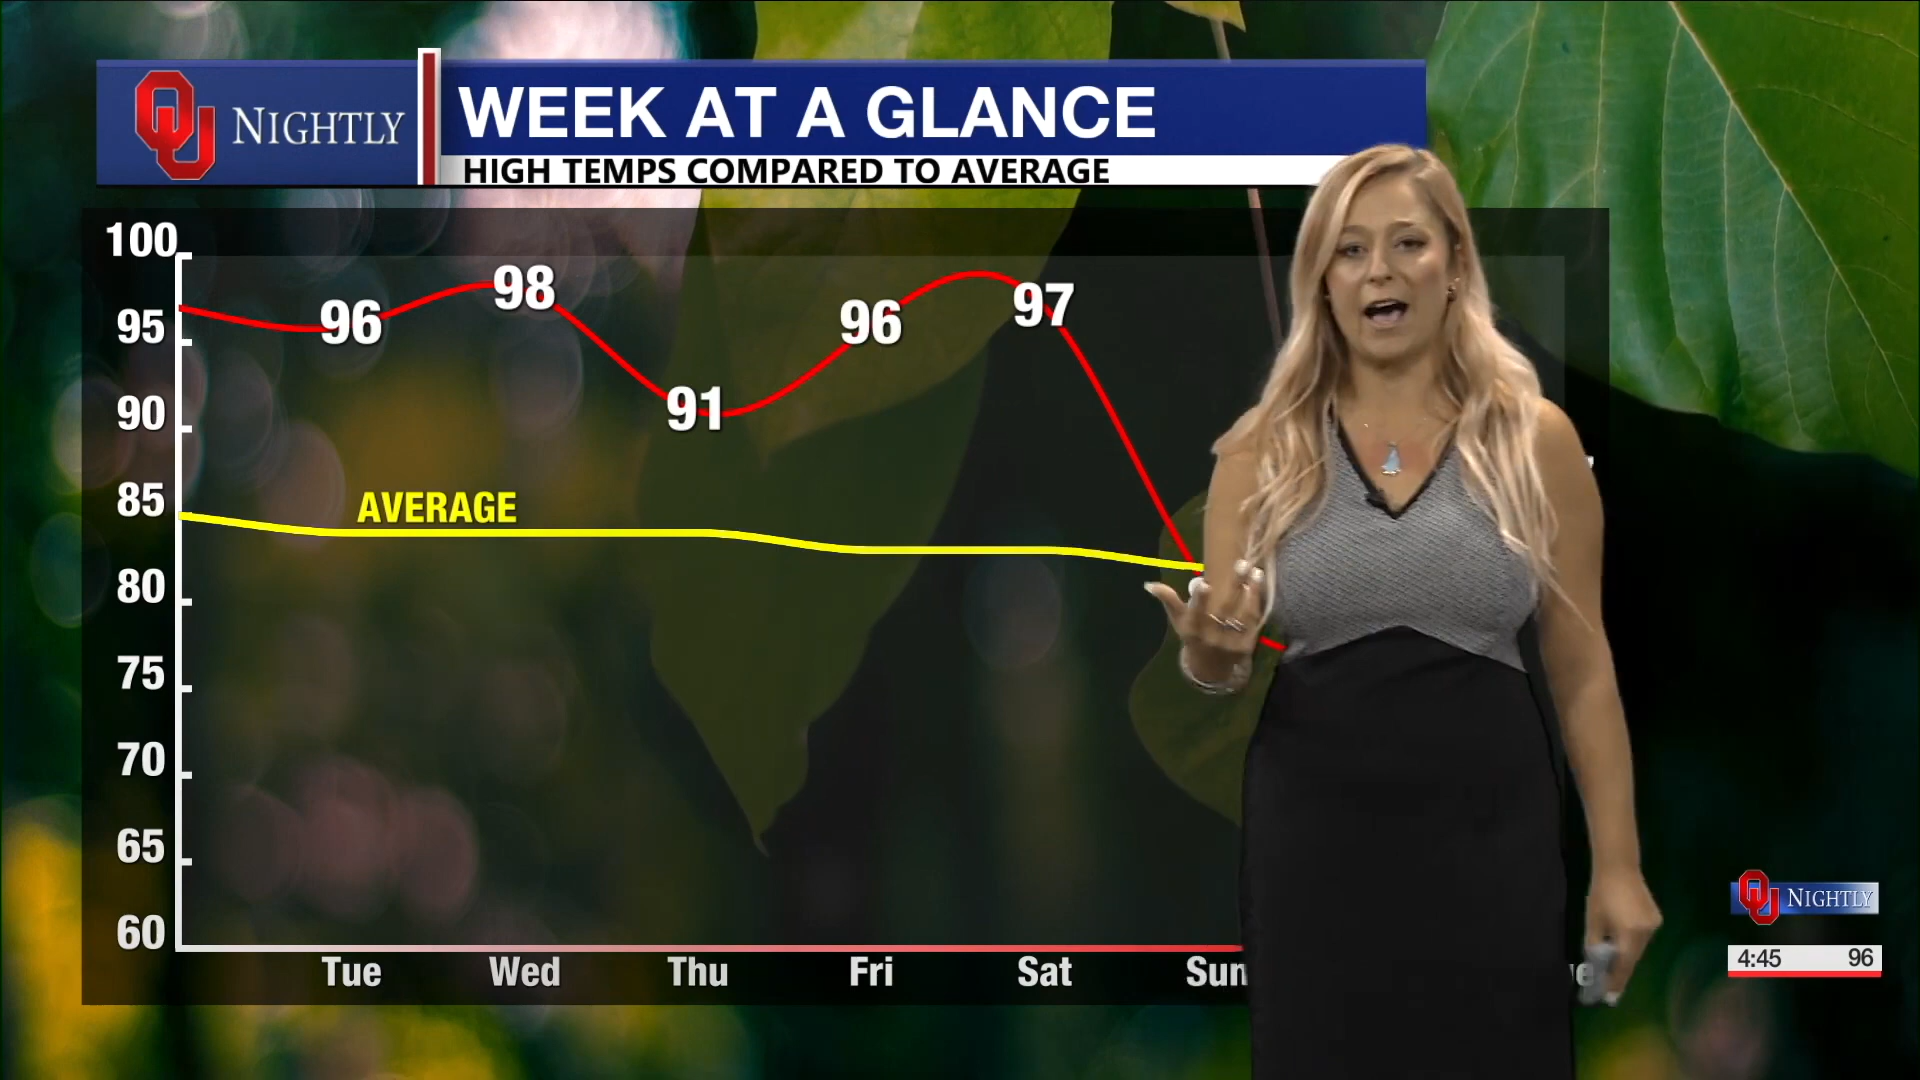 OU NIGHTLY
WEEK AT A GLANCE
HIGH TEMPS COMPARED TO AVERAGE
100
95
90
85
80
75
70
65
60
96
98
91
96
97
AVERAGE
Tue Wed Thu Fri Sat Sun
OU NIGHTLY
4:45 96